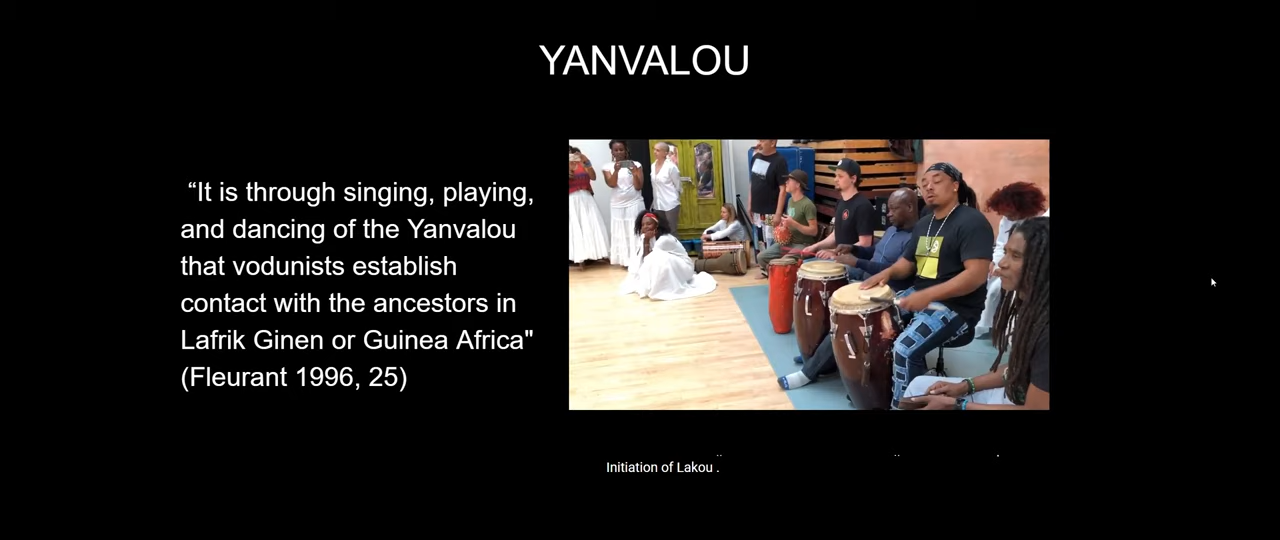 YANVALOU
“It is through singing, playing,
and dancing of the Yanvalou
that vodunists establish
contact with the ancestors in
Lafrik Ginen or Guinea Africa"
(Fleurant 1996, 25)
Initiation of Lakou .